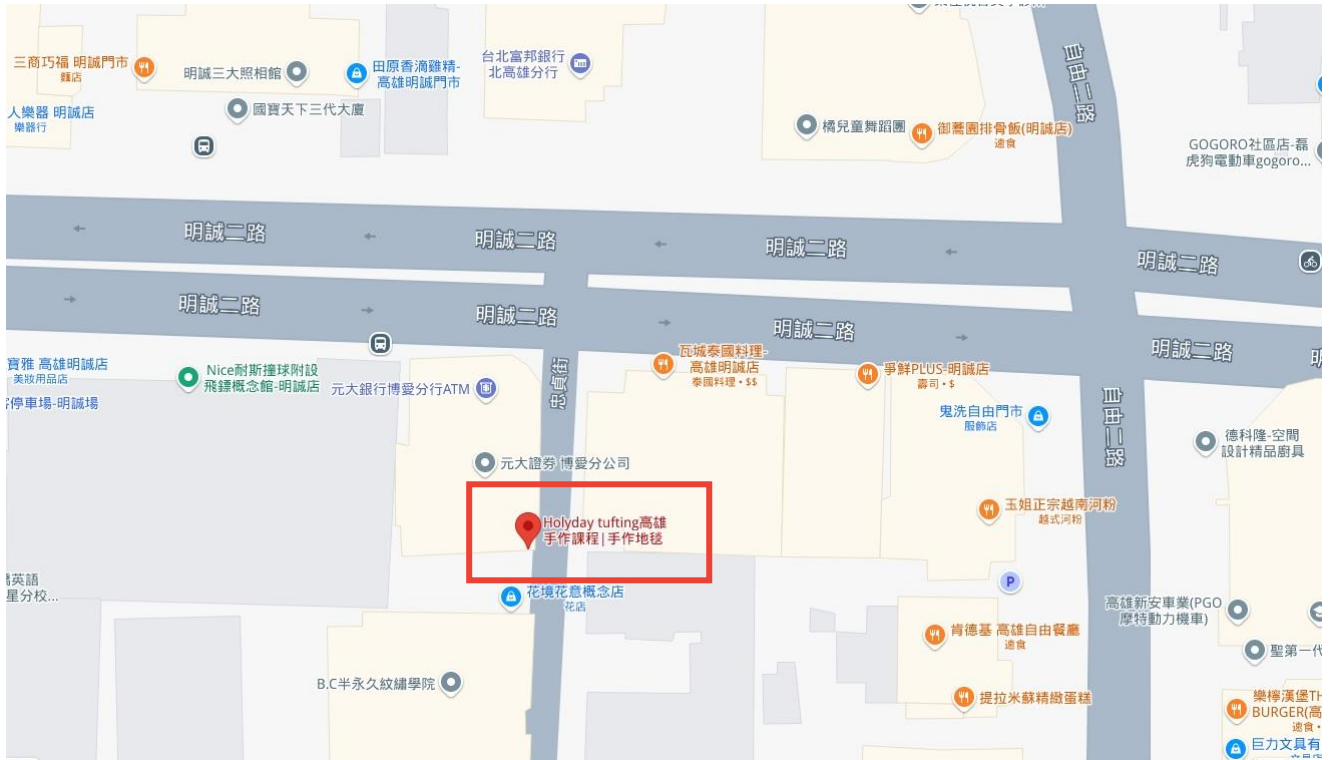 三商巧福 明誠門市
麵店
明誠三大照相館
田原香滴雞精-
高雄明誠門市
台北富邦銀行
北高雄分行
人樂器 明誠店
樂器行
國寶天下三代大廈
橘兒童舞蹈團
御蕎園排骨飯(明誠店)
速食
自由二路
GOGORO社區店-磊
虎狗電動車gogoro...
明誠二路
明誠二路
明誠二路
明誠二路
明誠二路
明誠二路
明誠二路
明誠二路
寶雅 高雄明誠店
美妝用品店
停車場-明誠場
Nice耐斯撞球附設
飛鏢概念館-明誠店
元大銀行博愛分行ATM
忠貞街
瓦城泰國料理-
高雄明誠店
泰國料理・$$
爭鮮PLUS-明誠店
壽司・$
鬼洗自由門市
服飾店
自由二路
德科隆-空間
設計精品廚具
元大證券 博愛分公司
Holyday tufting高雄
手作課程|手作地毯
玉姐正宗越南河粉
越式河粉
P
花境花意概念店
花店
英語
星分校...
高雄新安車業(PGO
摩特動力機車)
肯德基 高雄自由餐廳
速食
聖第一代
B.C半永久紋繡學院
提拉米蘇精緻蛋糕
樂檸漢堡TH
BURGER(高
速食・
巨力文具有